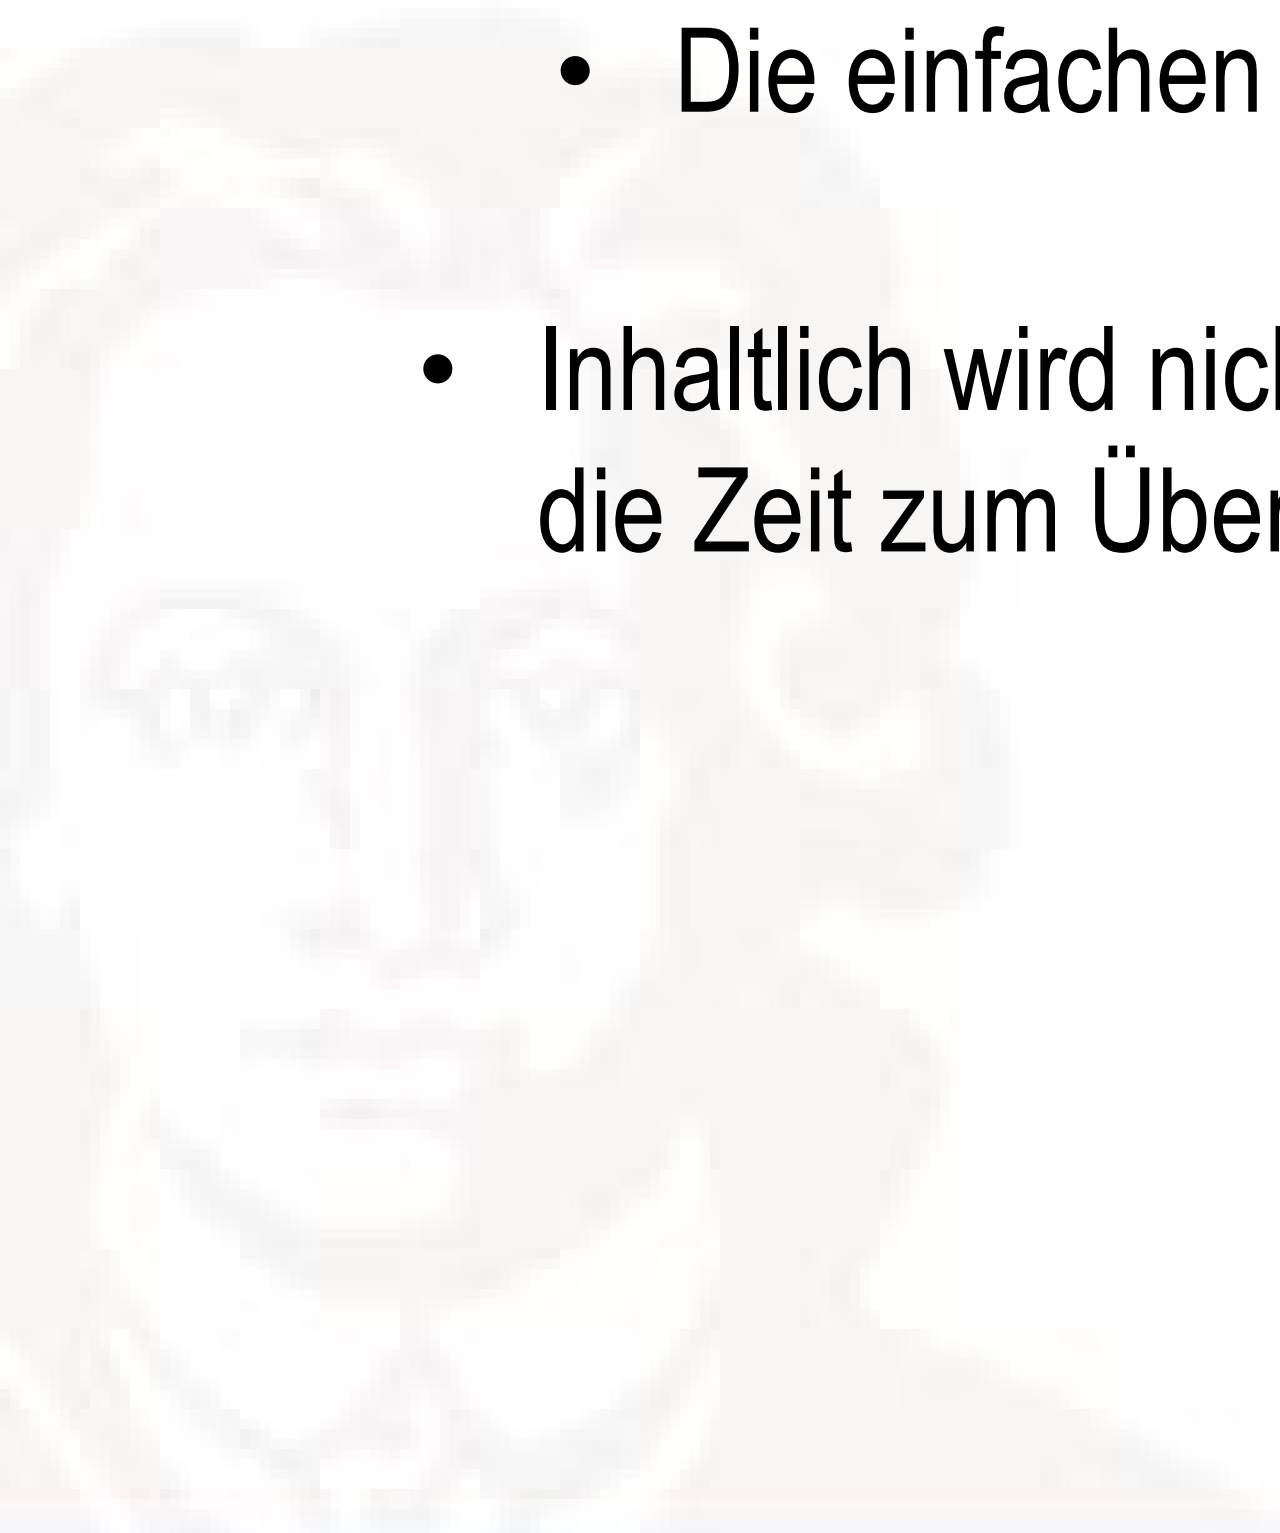 • Die einfachen
• Inhaltlich wird
die Zeit zum